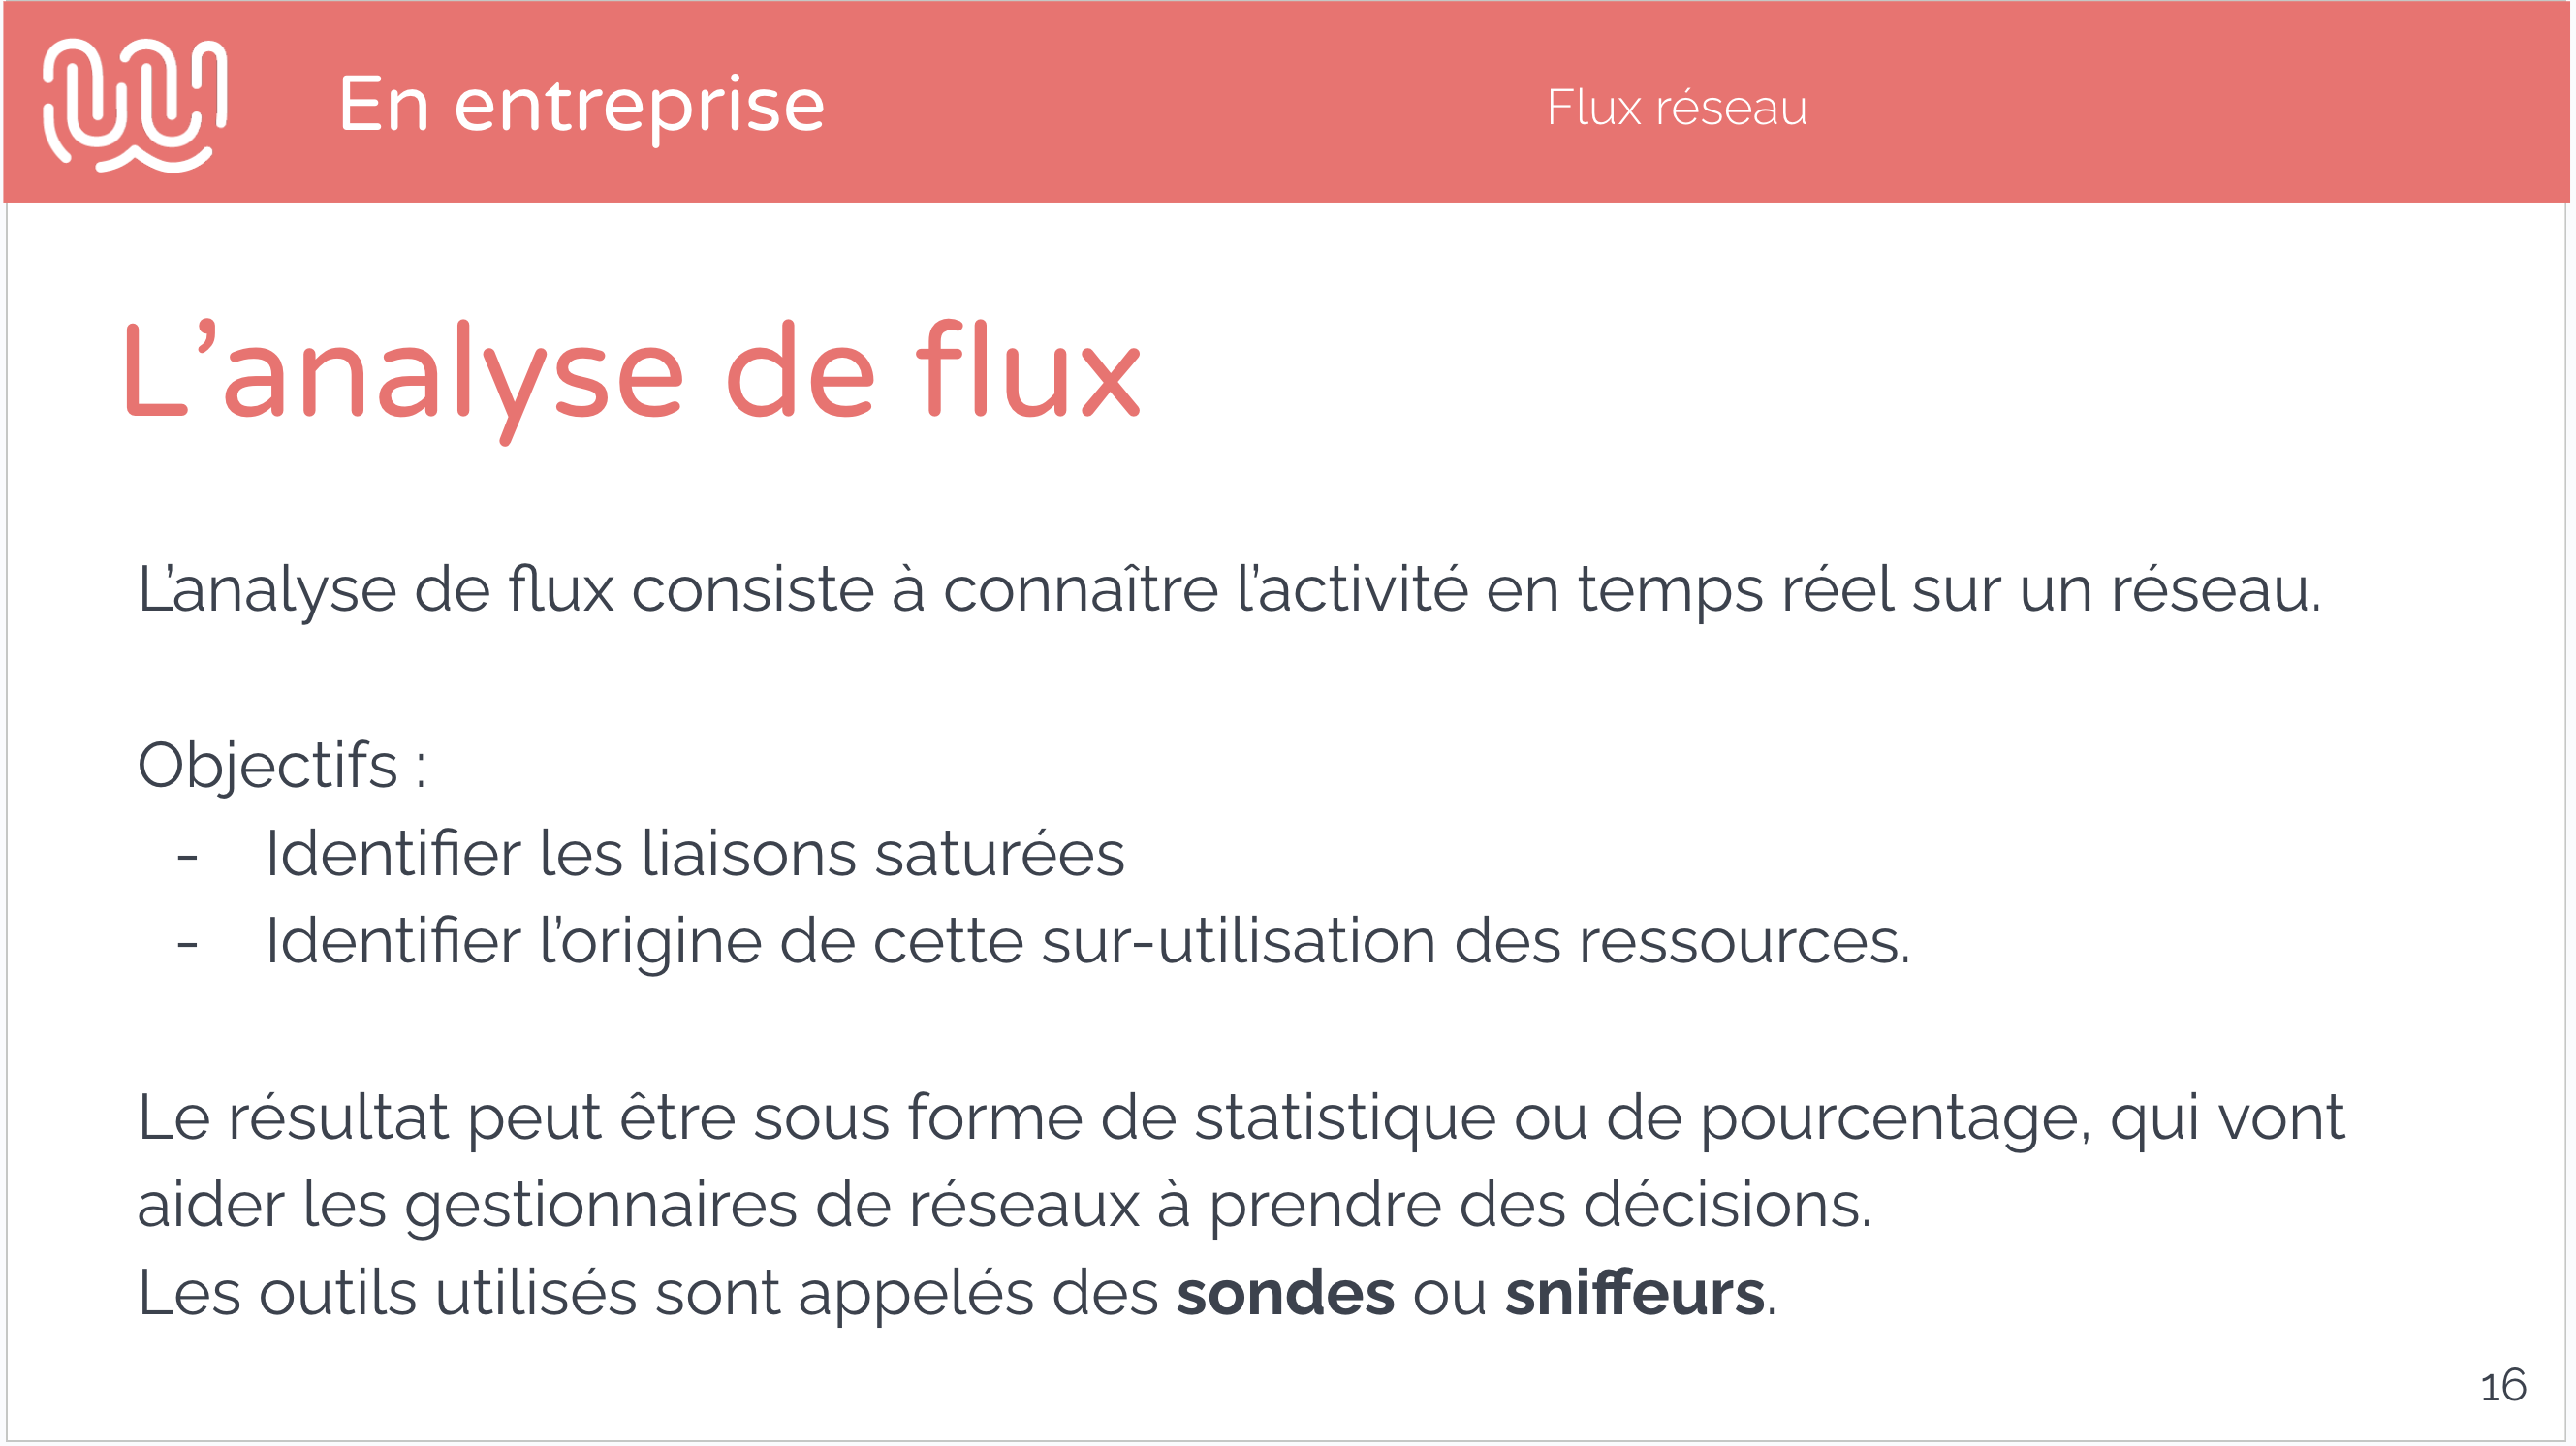 En entreprise
Flux réseau
L’analyse de flux
L’analyse de flux consiste à connaître l’activité en temps réel sur un réseau.
Objectifs :
- Identifier les liaisons saturées
- Identifier l’origine de cette sur-utilisation des ressources.
Le résultat peut être sous forme de statistique ou de pourcentage, qui vont
aider les gestionnaires de réseaux à prendre des décisions.
Les outils utilisés sont appelés des sondes ou sniffeurs.
16